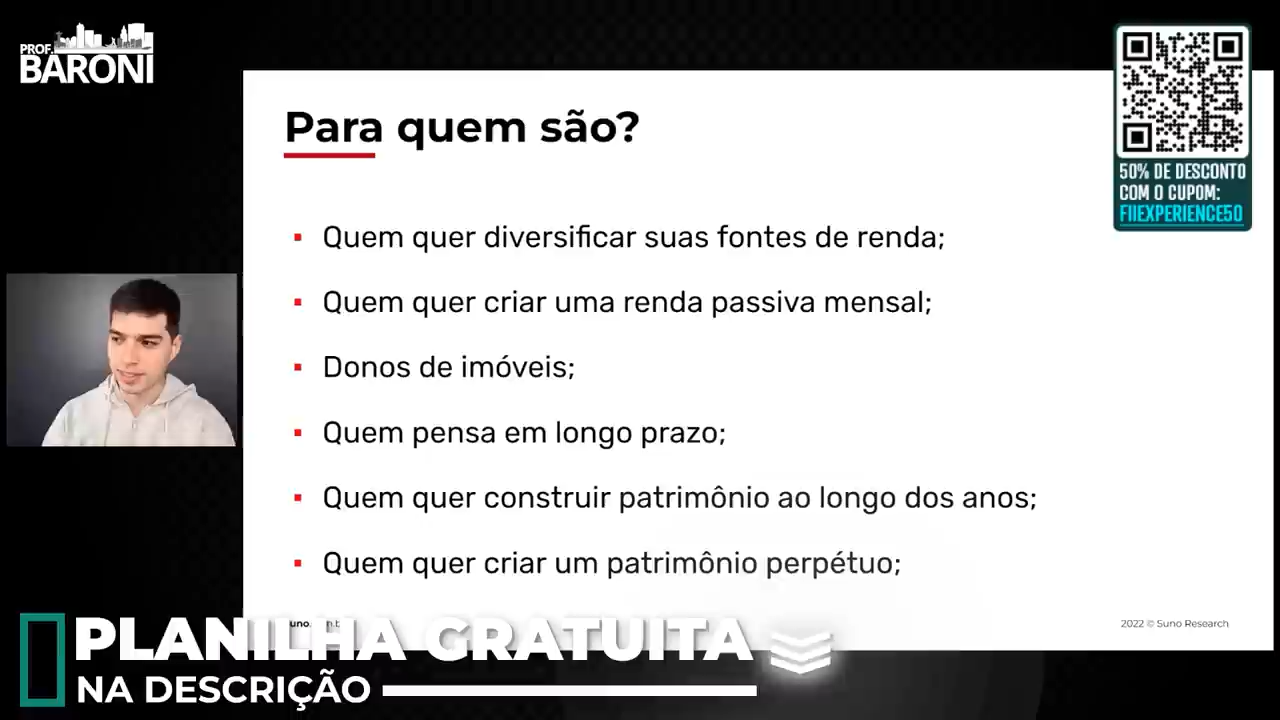 PROF.
BARONI
Para quem são?
50% DE DESCONTO
COM O CUPOM:
FIIEXPERIENCE50
▪ Quem quer diversificar suas fontes de renda;
▪ Quem quer criar uma renda passiva mensal;
▪ Donos de imóveis;
▪ Quem pensa em longo prazo;
▪ Quem quer construir patrimônio ao longo dos anos;
▪ Quem quer criar um patrimônio perpétuo;
2022 © Suno Research
PLANILHA GRATUITA
NA DESCRIÇÃO